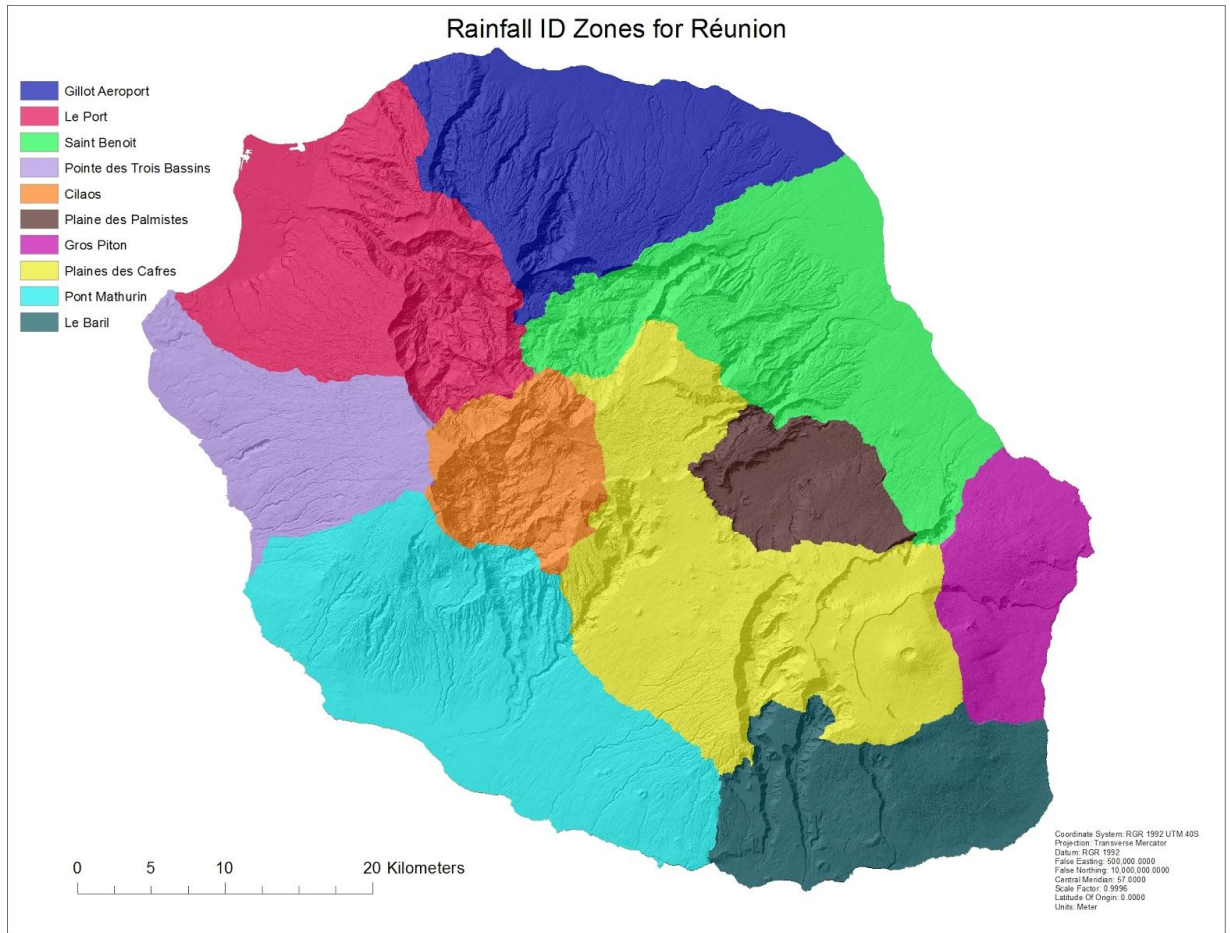 Rainfall ID Zones for Réunion
Gillot Aeroport
Le Port
Saint Benoit
Pointe des Trois Bassins
Cilaos
Plaine des Palmistes
Gros Piton
Plaines des Cafres
Pont Mathurin
Le Baril
0 5 10 20 Kilometers
Coordinate System: RGR 1992 UTM 40S
Projection: Transverse Mercator
Datum: RGR 1992
False Easting: 500,000.0000
False Northing: 10,000,000.0000
Central Meridian: 57.0000
Scale Factor: 0.9996
Latitude Of Origin: 0.0000
Units: Meter